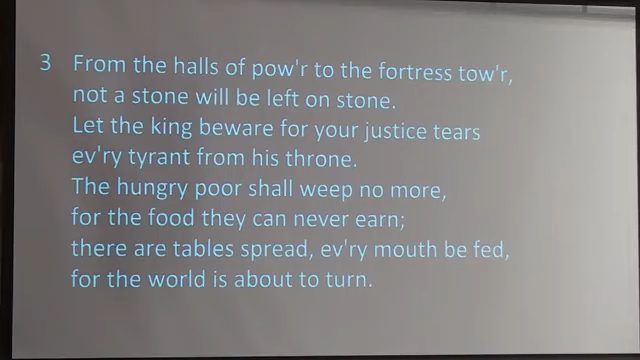 3 From the halls of pow'r to the fortress tow'r,
not a stone will be left on stone.
Let the king beware for your justice tears
ev'ry tyrant from his throne.
The hungry poor shall weep no more,
for the food they can never earn;
there are tables spread, ev'ry mouth be fed,
for the world is about to turn.